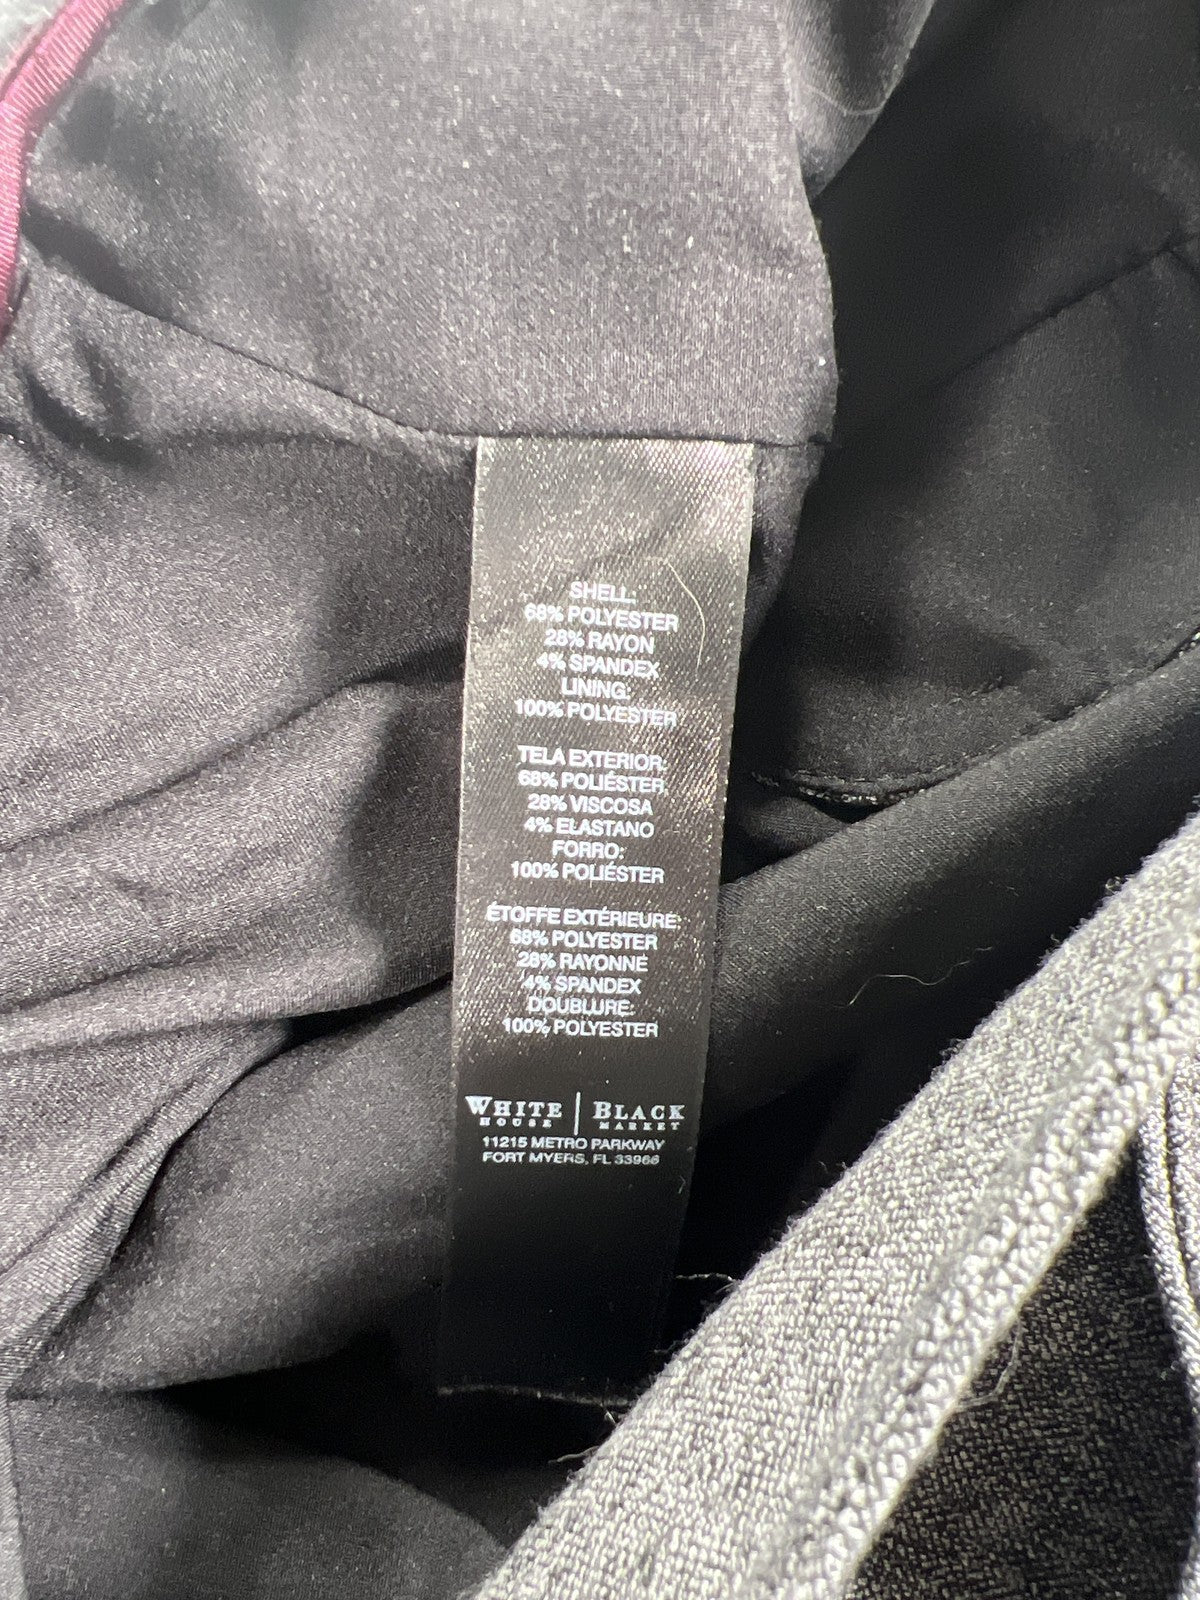 SHELL:
68% POLYESTER
28% RAYON
4% SPANDEX
LINING:
100% POLYESTER
TELA EXTERIOR:
68% POLIÉSTER
28% VISCOSA
4% ELASTANO
FORRO:
100% POLIÉSTER
ÉTOFFE EXTÉRIEURE:
68% POLYESTER
28% RAYONNE
4% SPANDEX
DOUBLURE:
100% POLYESTER
WHITE | BLACK
HOUSE MARKET
11215 METRO PARKWAY
FORT MYERS, FL 33966